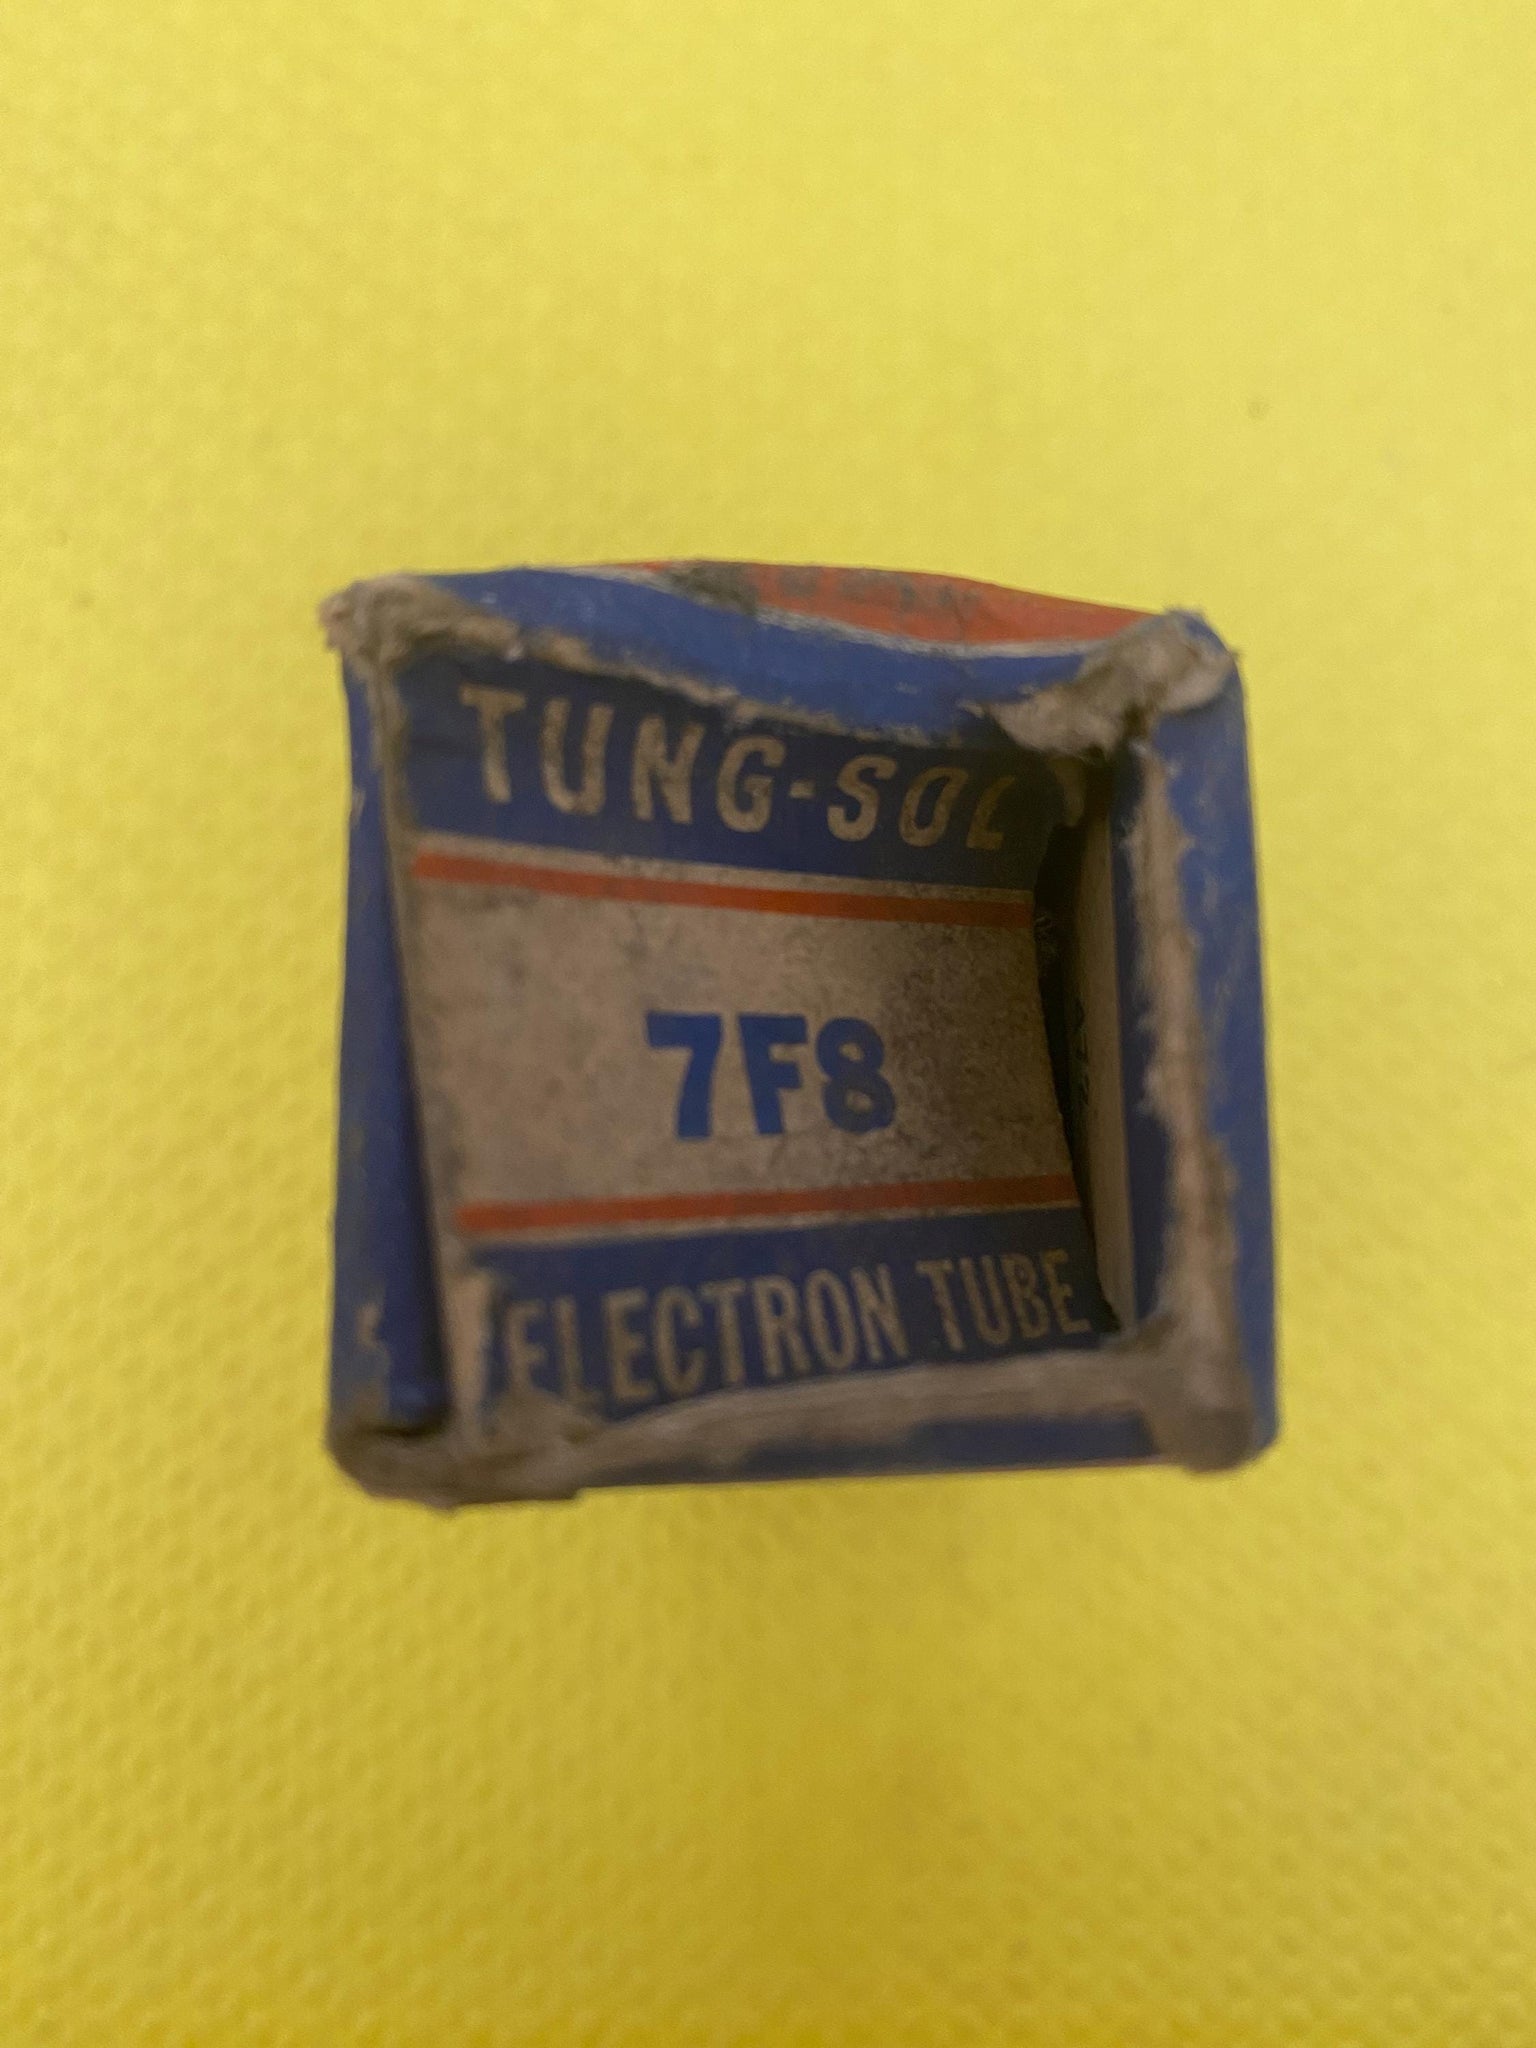 TUNG-SOL
7F8
ELECTRON TUBE